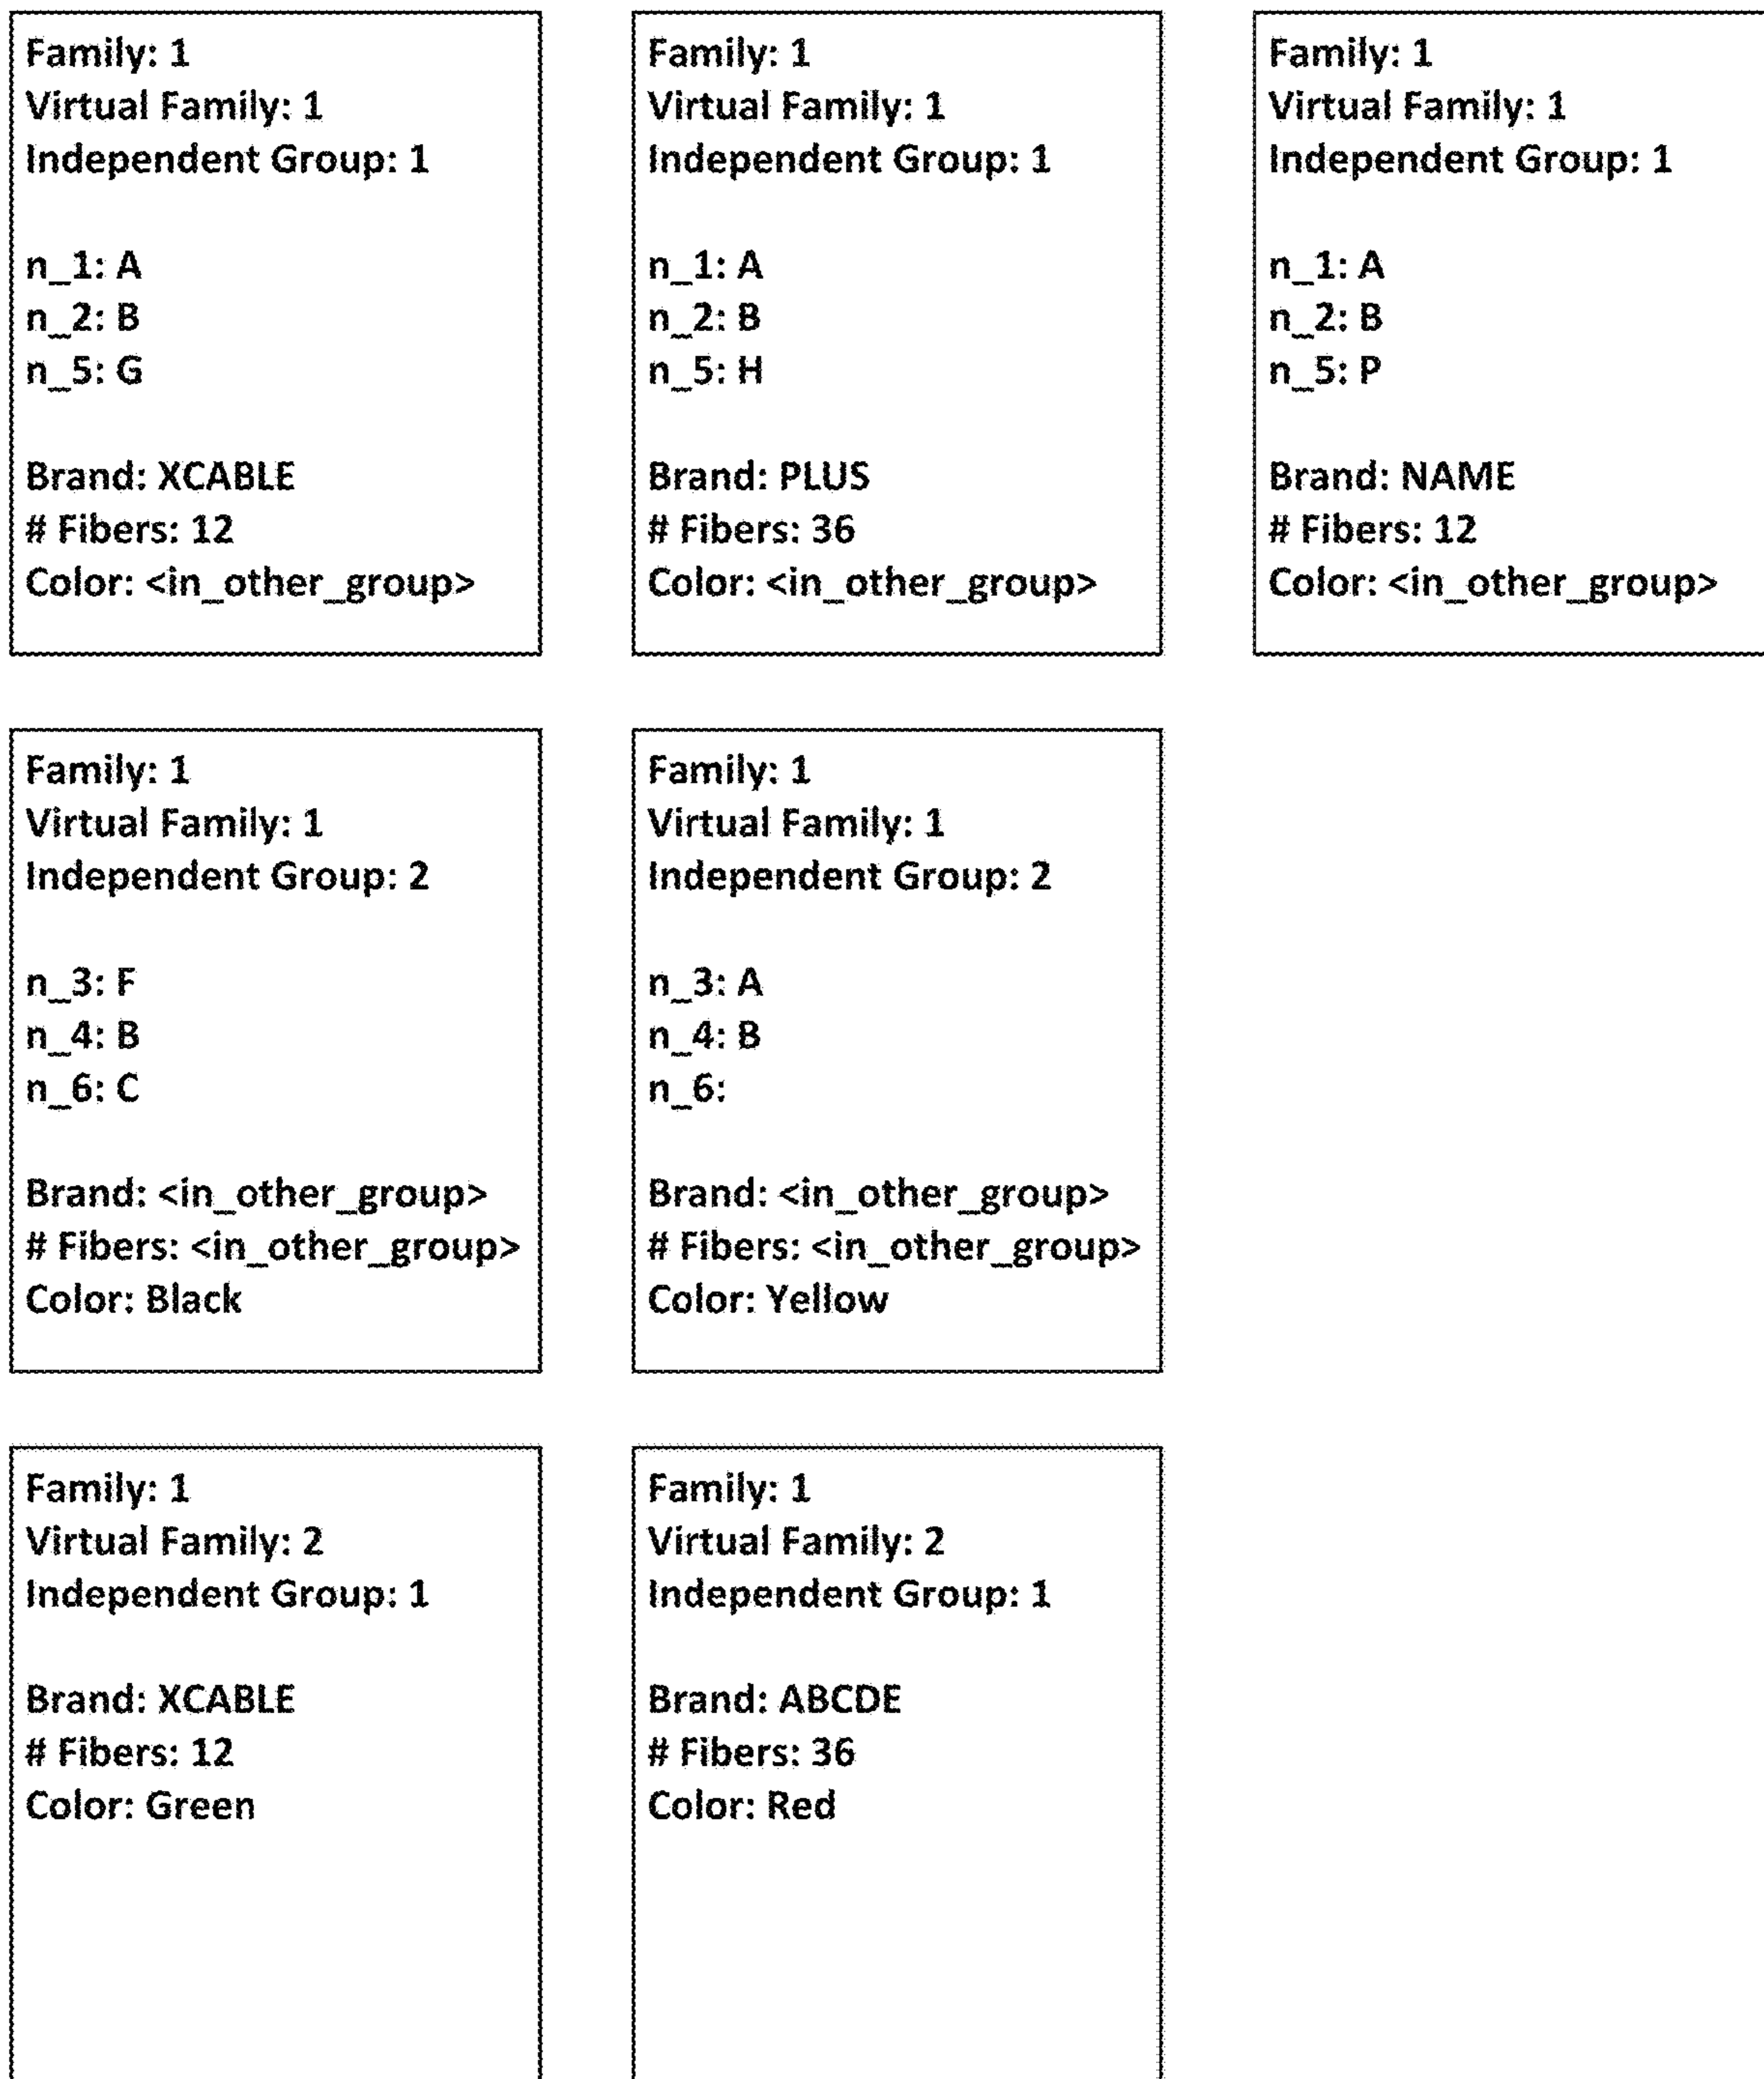 Family: 1
Virtual Family: 1
Independent Group: 1
n_1: A
n_2: B
n_5: G
Brand: XCABLE
# Fibers: 12
Color: <in_other_group>
Family: 1
Virtual Family: 1
Independent Group: 1
n_1: A
n_2: B
n_5: H
Brand: PLUS
# Fibers: 36
Color: <in_other_group>
Family: 1
Virtual Family: 1
Independent Group: 1
n_1: A
n_2: B
n_5: P
Brand: NAME
# Fibers: 12
Color: <in_other_group>
Family: 1
Virtual Family: 1
Independent Group: 2
n_3: F
n_4: B
n_6: C
Brand: <in_other_group>
# Fibers: <in_other_group>
Color: Black
Family: 1
Virtual Family: 1
Independent Group: 2
n_3: A
n_4: B
n_6:
Brand: <in_other_group>
# Fibers: <in_other_group>
Color: Yellow
Family: 1
Virtual Family: 2
Independent Group: 1
Brand: XCABLE
# Fibers: 12
Color: Green
Family: 1
Virtual Family: 2
Independent Group: 1
Brand: ABCDE
# Fibers: 36
Color: Red